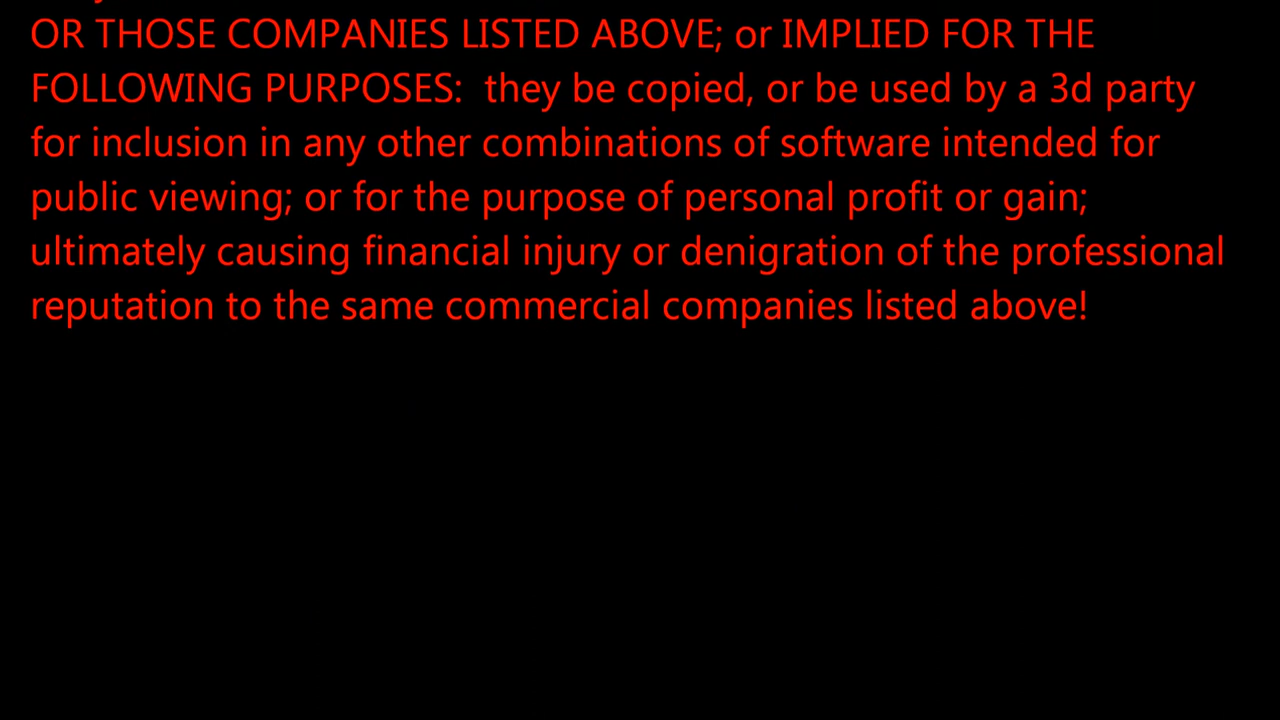 OR THOSE COMPANIES LISTED ABOVE; or IMPLIED FOR THE
FOLLOWING PURPOSES:  they be copied, or be used by a 3d party
for inclusion in any other combinations of software intended for
public viewing; or for the purpose of personal profit or gain;
ultimately causing financial injury or denigration of the professional
reputation to the same commercial companies listed above!